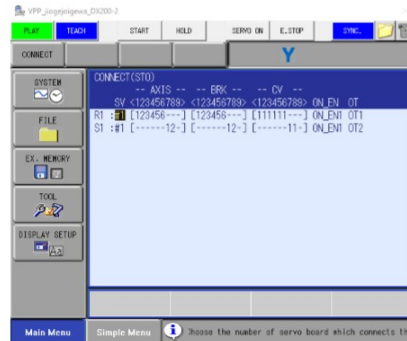 VPP_jiogejoigewa_DX200-2
PLAY TEACH START HOLD SERVO ON E.STOP SYNC.
CONNECT Y
SYSTEM
FILE
EX. MEMORY
TOOL
DISPLAY SETUP
CONNECT(STO)
-- AXIS -- -- BRK -- -- CV --
SV <123456789> <123456789> <123456789> ON_EN OT
R1 :#1 [123456---] [123456---] [111111---] ON_EN1 OT1
S1 :#1 [------12-] [------12-] [------11-] ON_EN1 OT2
Main Menu Simple Menu Choose the number of servo board which connects th